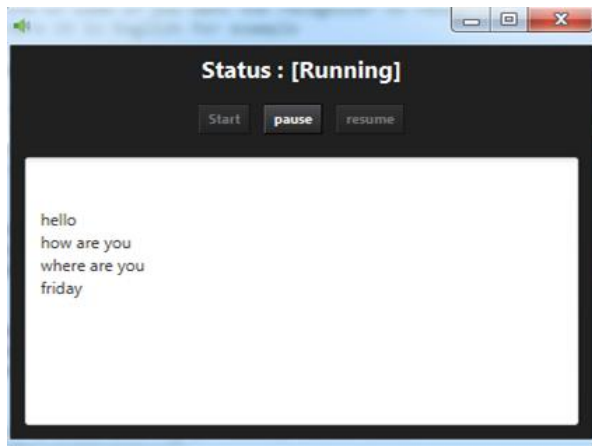 Status : [Running]
Start pause resume
hello
how are you
where are you
friday